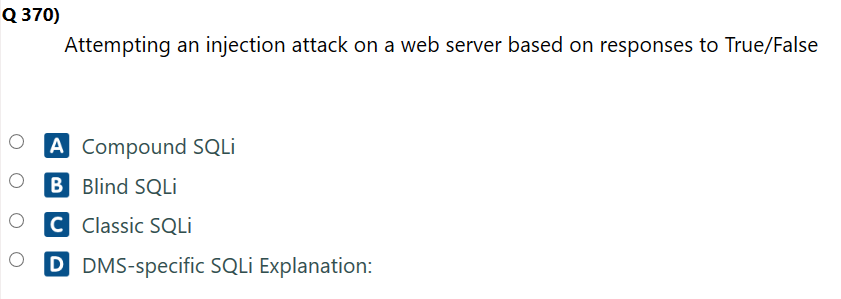 Q 370)
Attempting an injection attack on a web server based on responses to True/False
A Compound SQLi
B Blind SQLi
C Classic SQLi
D DMS-specific SQLi Explanation: